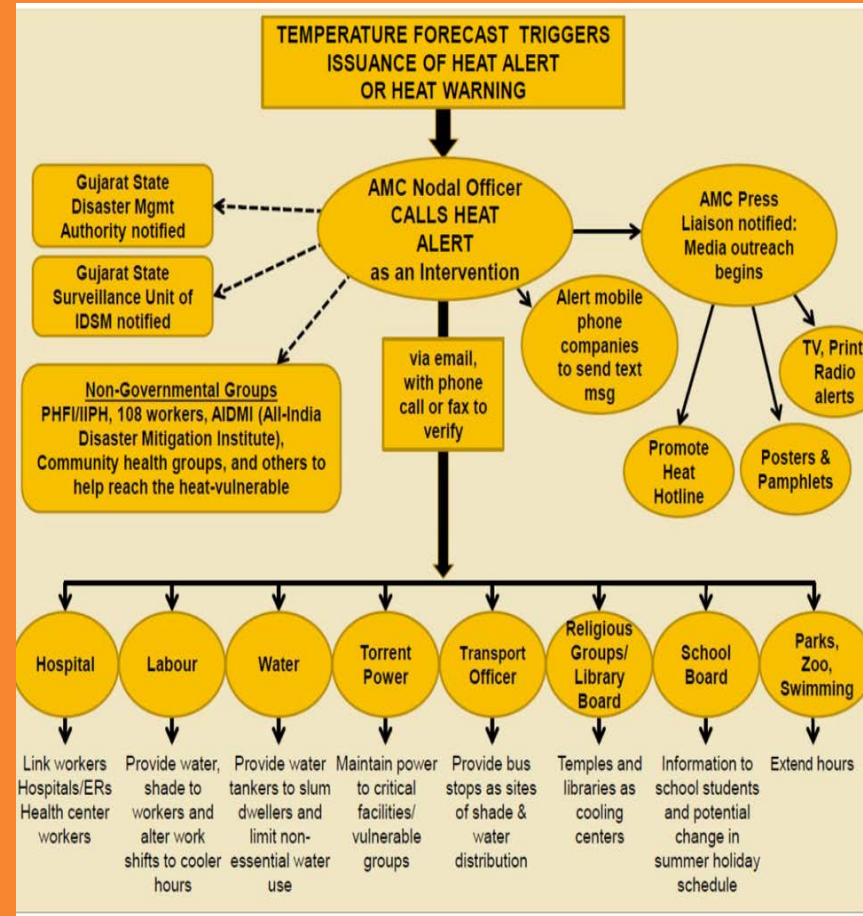 TEMPERATURE FORECAST TRIGGERS
ISSUANCE OF HEAT ALERT
OR HEAT WARNING
AMC Nodal Officer
CALLS HEAT
ALERT
as an Intervention
Gujarat State
Disaster Mgmt
Authority notified
Gujarat State
Surveillance Unit of
IDSM notified
Non-Governmental Groups
PHFI/IIPH, 108 workers, AIDMI (All-India
Disaster Mitigation Institute),
Community health groups, and others to
help reach the heat-vulnerable
via email,
with phone
call or fax to
verify
Alert mobile
phone
companies
to send text
msg
AMC Press
Liaison notified:
Media outreach
begins
TV, Print
Radio
alerts
Promote
Heat
Hotline
Posters &
Pamphlets
Hospital
Labour
Water
Torrent
Power
Transport
Officer
Religious
Groups/
Library
Board
School
Board
Parks,
Zoo,
Swimming
Link workers
Hospitals/ERs
Health center
workers
Provide water,
shade to
workers and
alter work
shifts to cooler
hours
Provide water
tankers to slum
dwellers and
limit non-
essential water
use
Maintain power
to critical
facilities/
vulnerable
groups
Provide bus
stops as sites
of shade &
water
distribution
Temples and
libraries as
cooling
centers
Information to
school students
and potential
change in
summer holiday
schedule
Extend hours